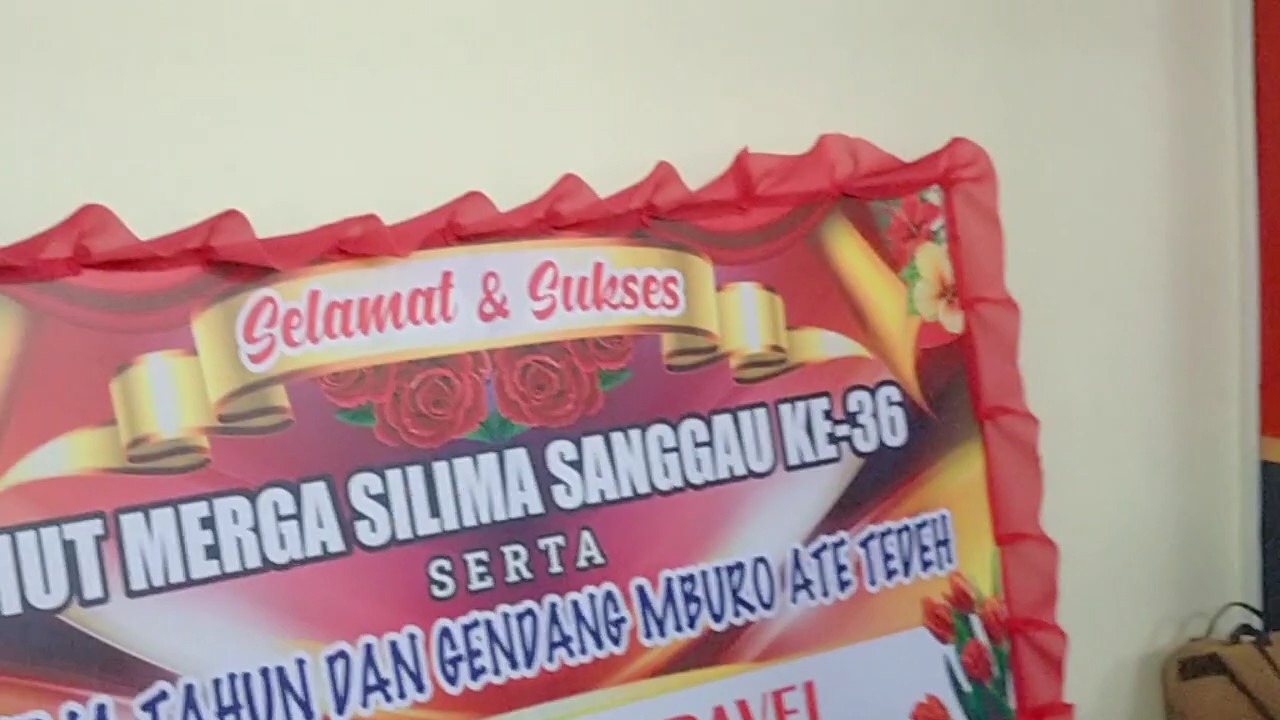 Selamat & Sukses
HUT MERGA SILIMA SANGGAU KE-36
SERTA
TAHUN DAN GENDANG MBURO ATE TEDEH